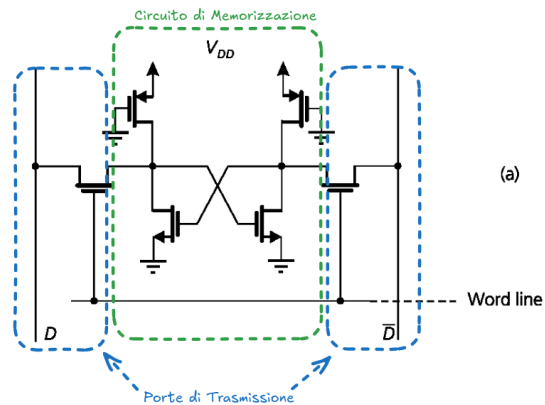 Circuito di Memorizzazione
V_DD
(a)
Word line
D
D̅
Porte di Trasmissione